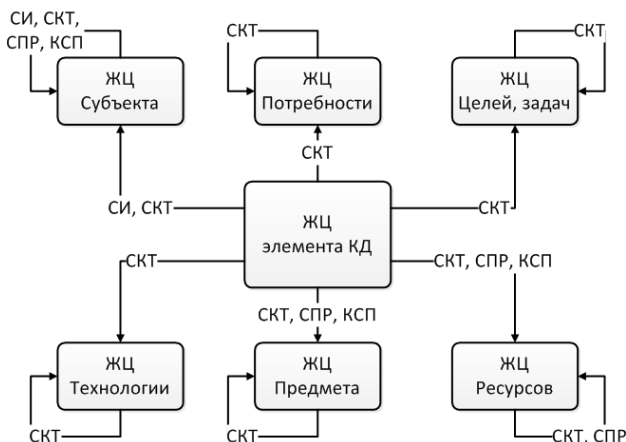 СИ, СКТ,
СПР, КСП
ЖЦ
Субъекта
СКТ
ЖЦ
Потребности
СКТ
ЖЦ
Целей, задач
СКТ
СИ, СКТ
ЖЦ
элемента КД
СКТ
СКТ
СКТ, СПР, КСП
СКТ, СПР, КСП
ЖЦ
Технологии
СКТ
ЖЦ
Предмета
СКТ
ЖЦ
Ресурсов
СКТ, СПР